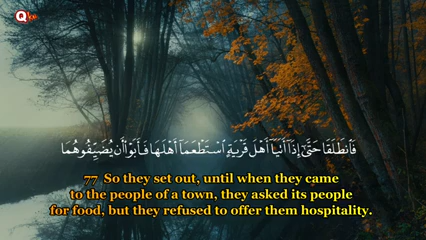 Q
فَٱنطَلَقَا حَتَّىٰٓ إِذَآ أَتَيَآ أَهۡلَ قَرۡيَةٍ ٱسۡتَطۡعَمَآ أَهۡلَهَا فَأَبَوۡاْ أَن يُضَيِّفُوهُمَا
77 So they set out, until when they came
to the people of a town, they asked its people
for food, but they refused to offer them hospitality.